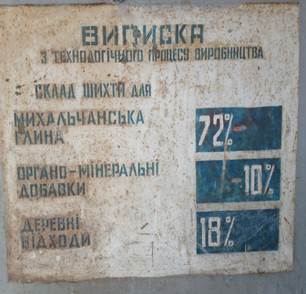 ВИПИСКА
З ТЕХНОЛОГІЧНОГО ПРОЦЕСУ ВИРОБНИЦТВА
СКЛАД ШИХТИ ДЛЯ
МИХАЛЬЧАНСЬКА
ГЛИНА
72%
ОРГАНО-МІНЕРАЛЬНІ
ДОБАВКИ
10%
ДЕРЕВНІ
ВІДХОДИ
18%